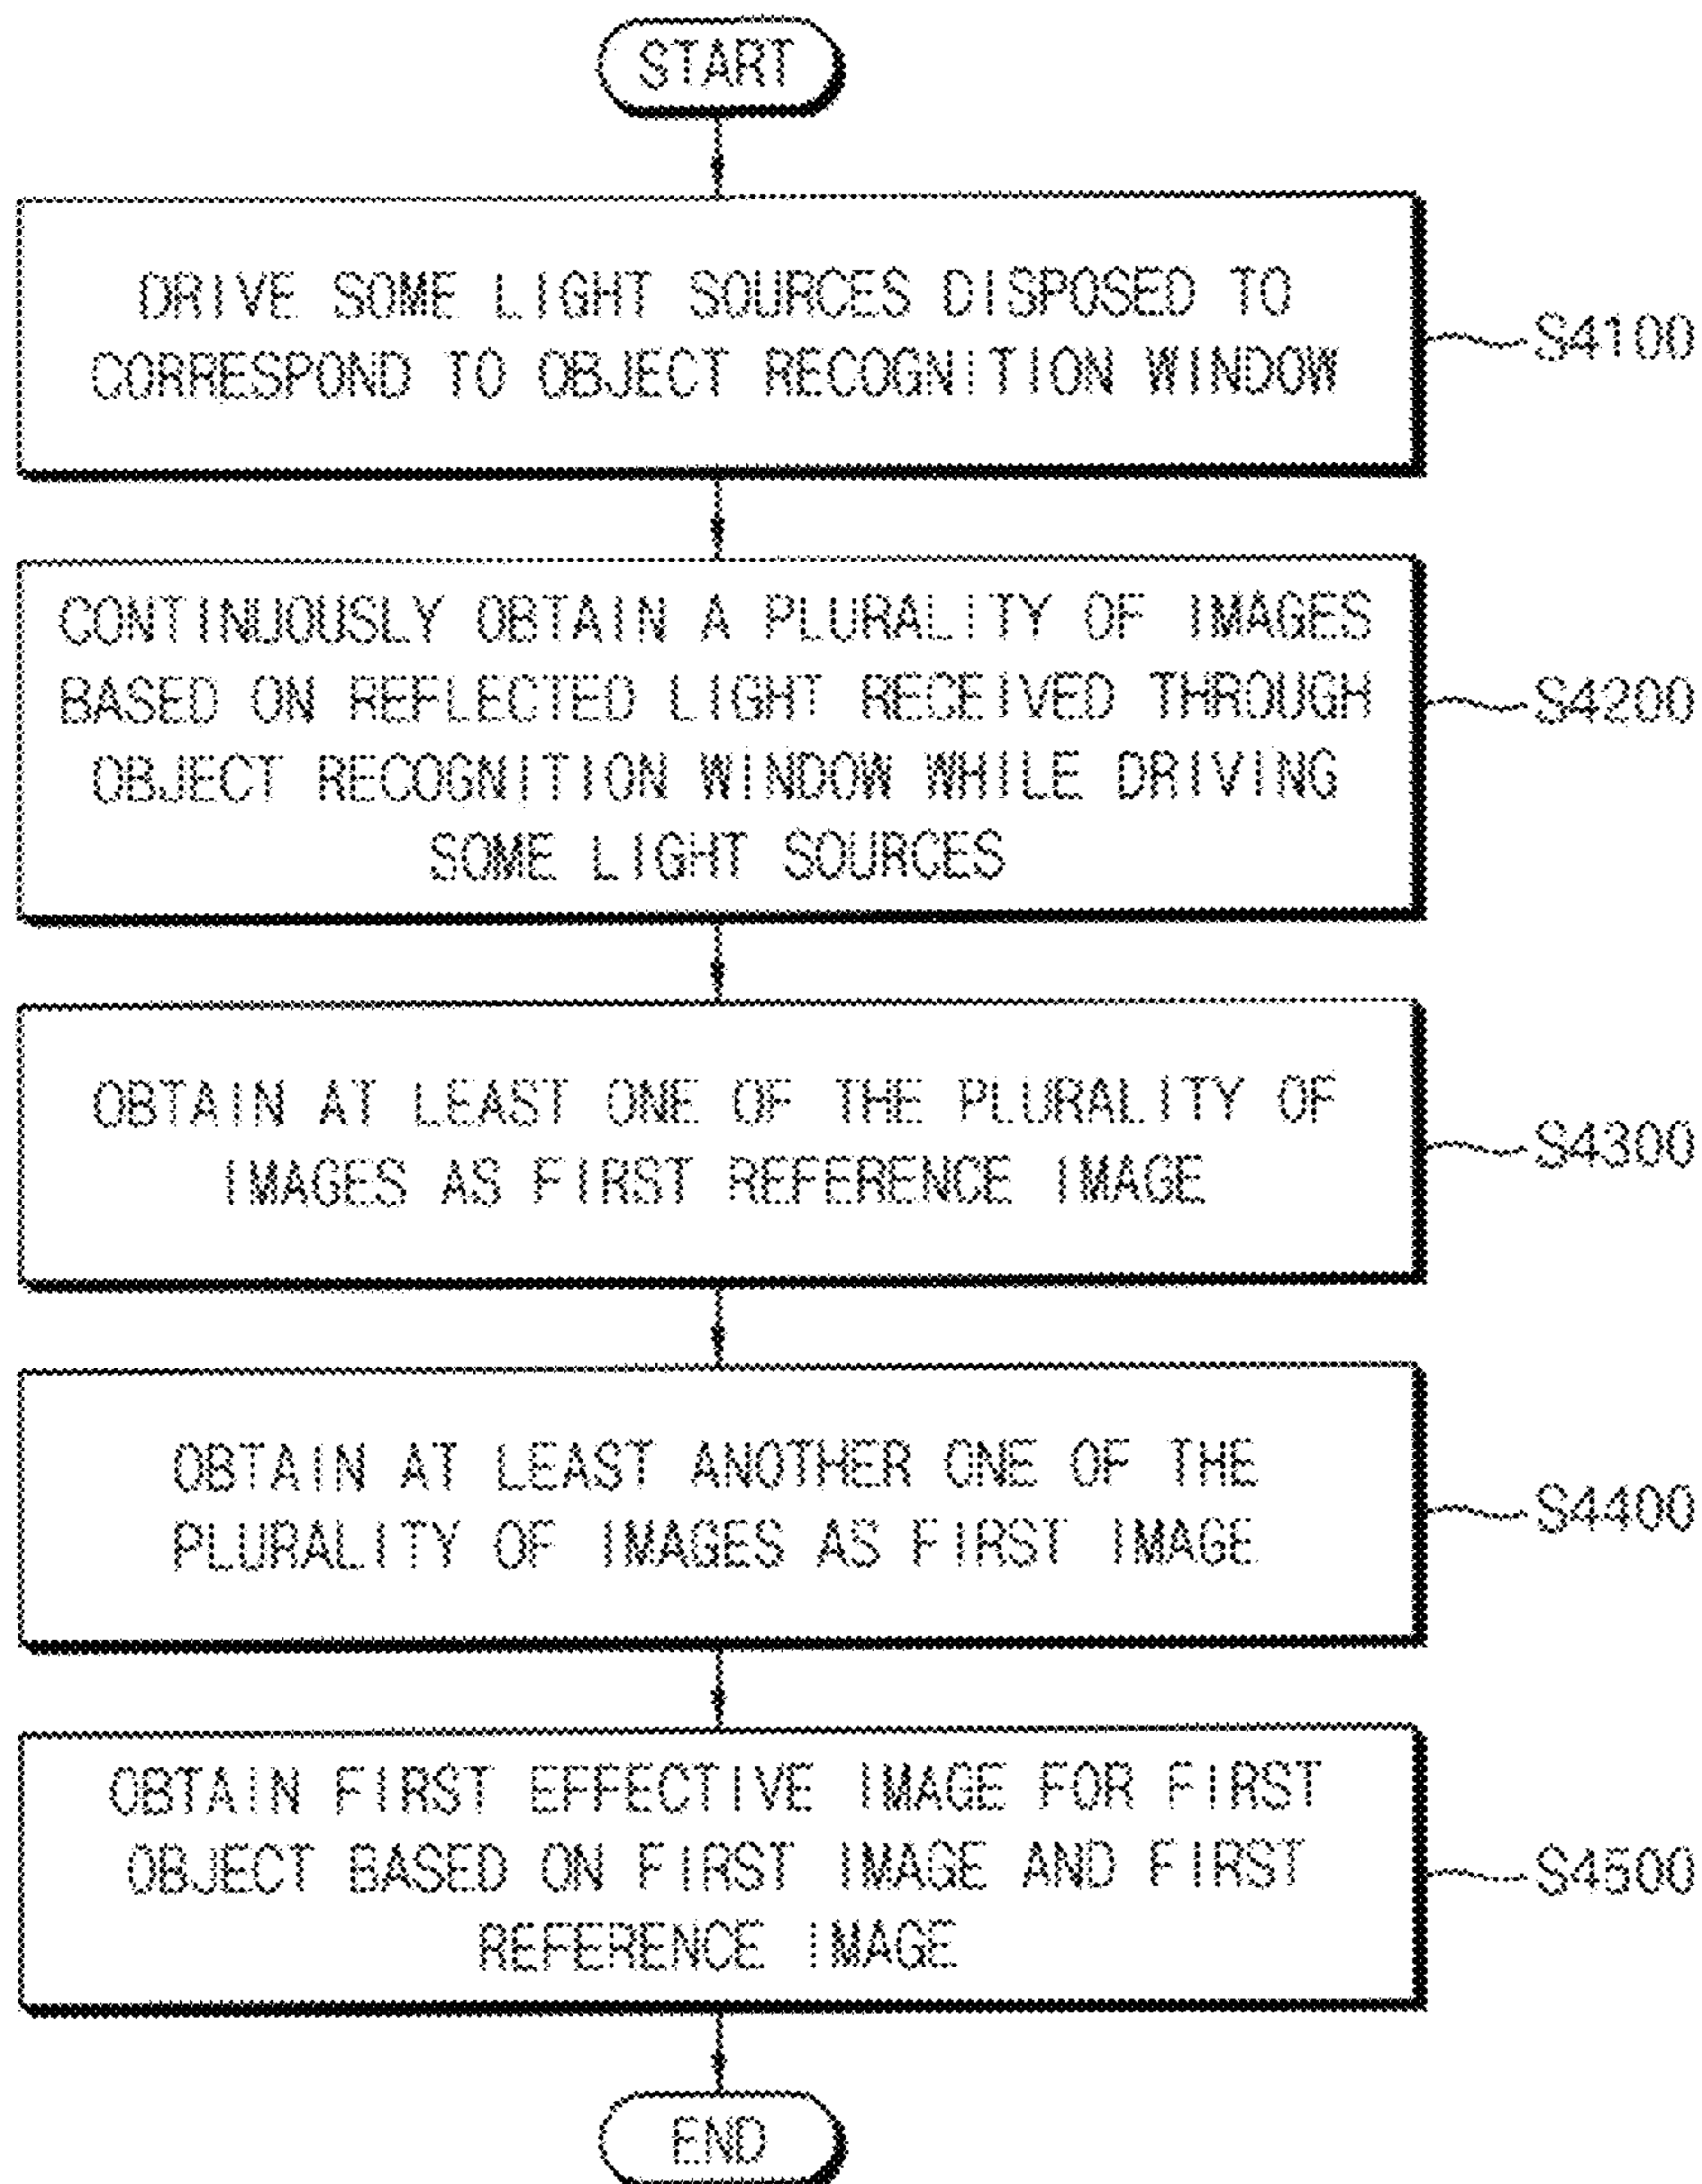 START
DRIVE SOME LIGHT SOURCES DISPOSED TO
CORRESPOND TO OBJECT RECOGNITION WINDOW
S4100
CONTINUOUSLY OBTAIN A PLURALITY OF IMAGES
BASED ON REFLECTED LIGHT RECEIVED THROUGH
OBJECT RECOGNITION WINDOW WHILE DRIVING
SOME LIGHT SOURCES
S4200
OBTAIN AT LEAST ONE OF THE PLURALITY OF
IMAGES AS FIRST REFERENCE IMAGE
S4300
OBTAIN AT LEAST ANOTHER ONE OF THE
PLURALITY OF IMAGES AS FIRST IMAGE
S4400
OBTAIN FIRST EFFECTIVE IMAGE FOR FIRST
OBJECT BASED ON FIRST IMAGE AND FIRST
REFERENCE IMAGE
S4500
END